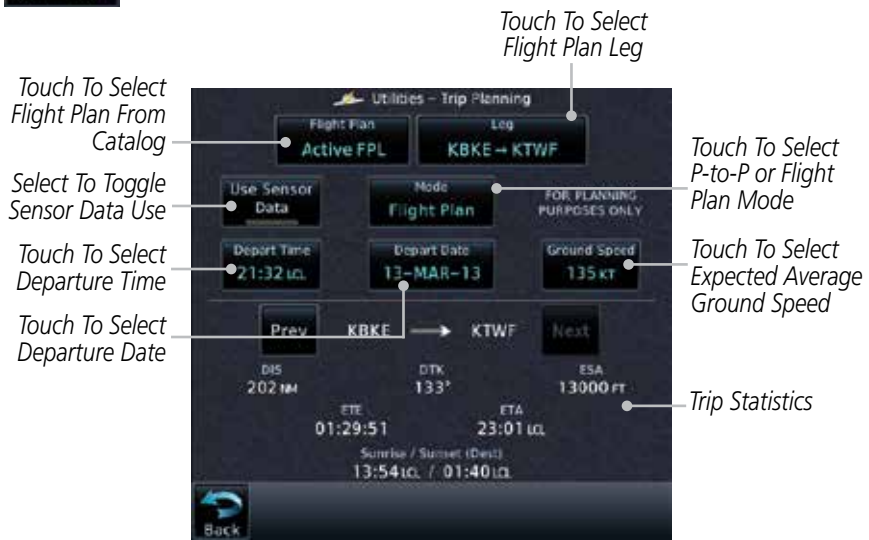 Touch To Select
Flight Plan Leg
Touch To Select
Flight Plan From
Catalog
Select To Toggle
Sensor Data Use
Touch To Select
Departure Time
Touch To Select
Departure Date
Utilities – Trip Planning
Flight Plan
Active FPL
Leg
KBKE → KTWF
Use Sensor
Data
Mode
Flight Plan
FOR PLANNING
PURPOSES ONLY
Depart Time
21:32 LCL
Depart Date
13-MAR-13
Ground Speed
135 KT
Prev
KBKE → KTWF
Next
DIS
202 NM
DTK
133°
ESA
13000 FT
ETE
01:29:51
ETA
23:01 LCL
Sunrise / Sunset (Dest)
13:54 LCL / 01:40 LCL
Back
Touch To Select
P-to-P or Flight
Plan Mode
Touch To Select
Expected Average
Ground Speed
Trip Statistics